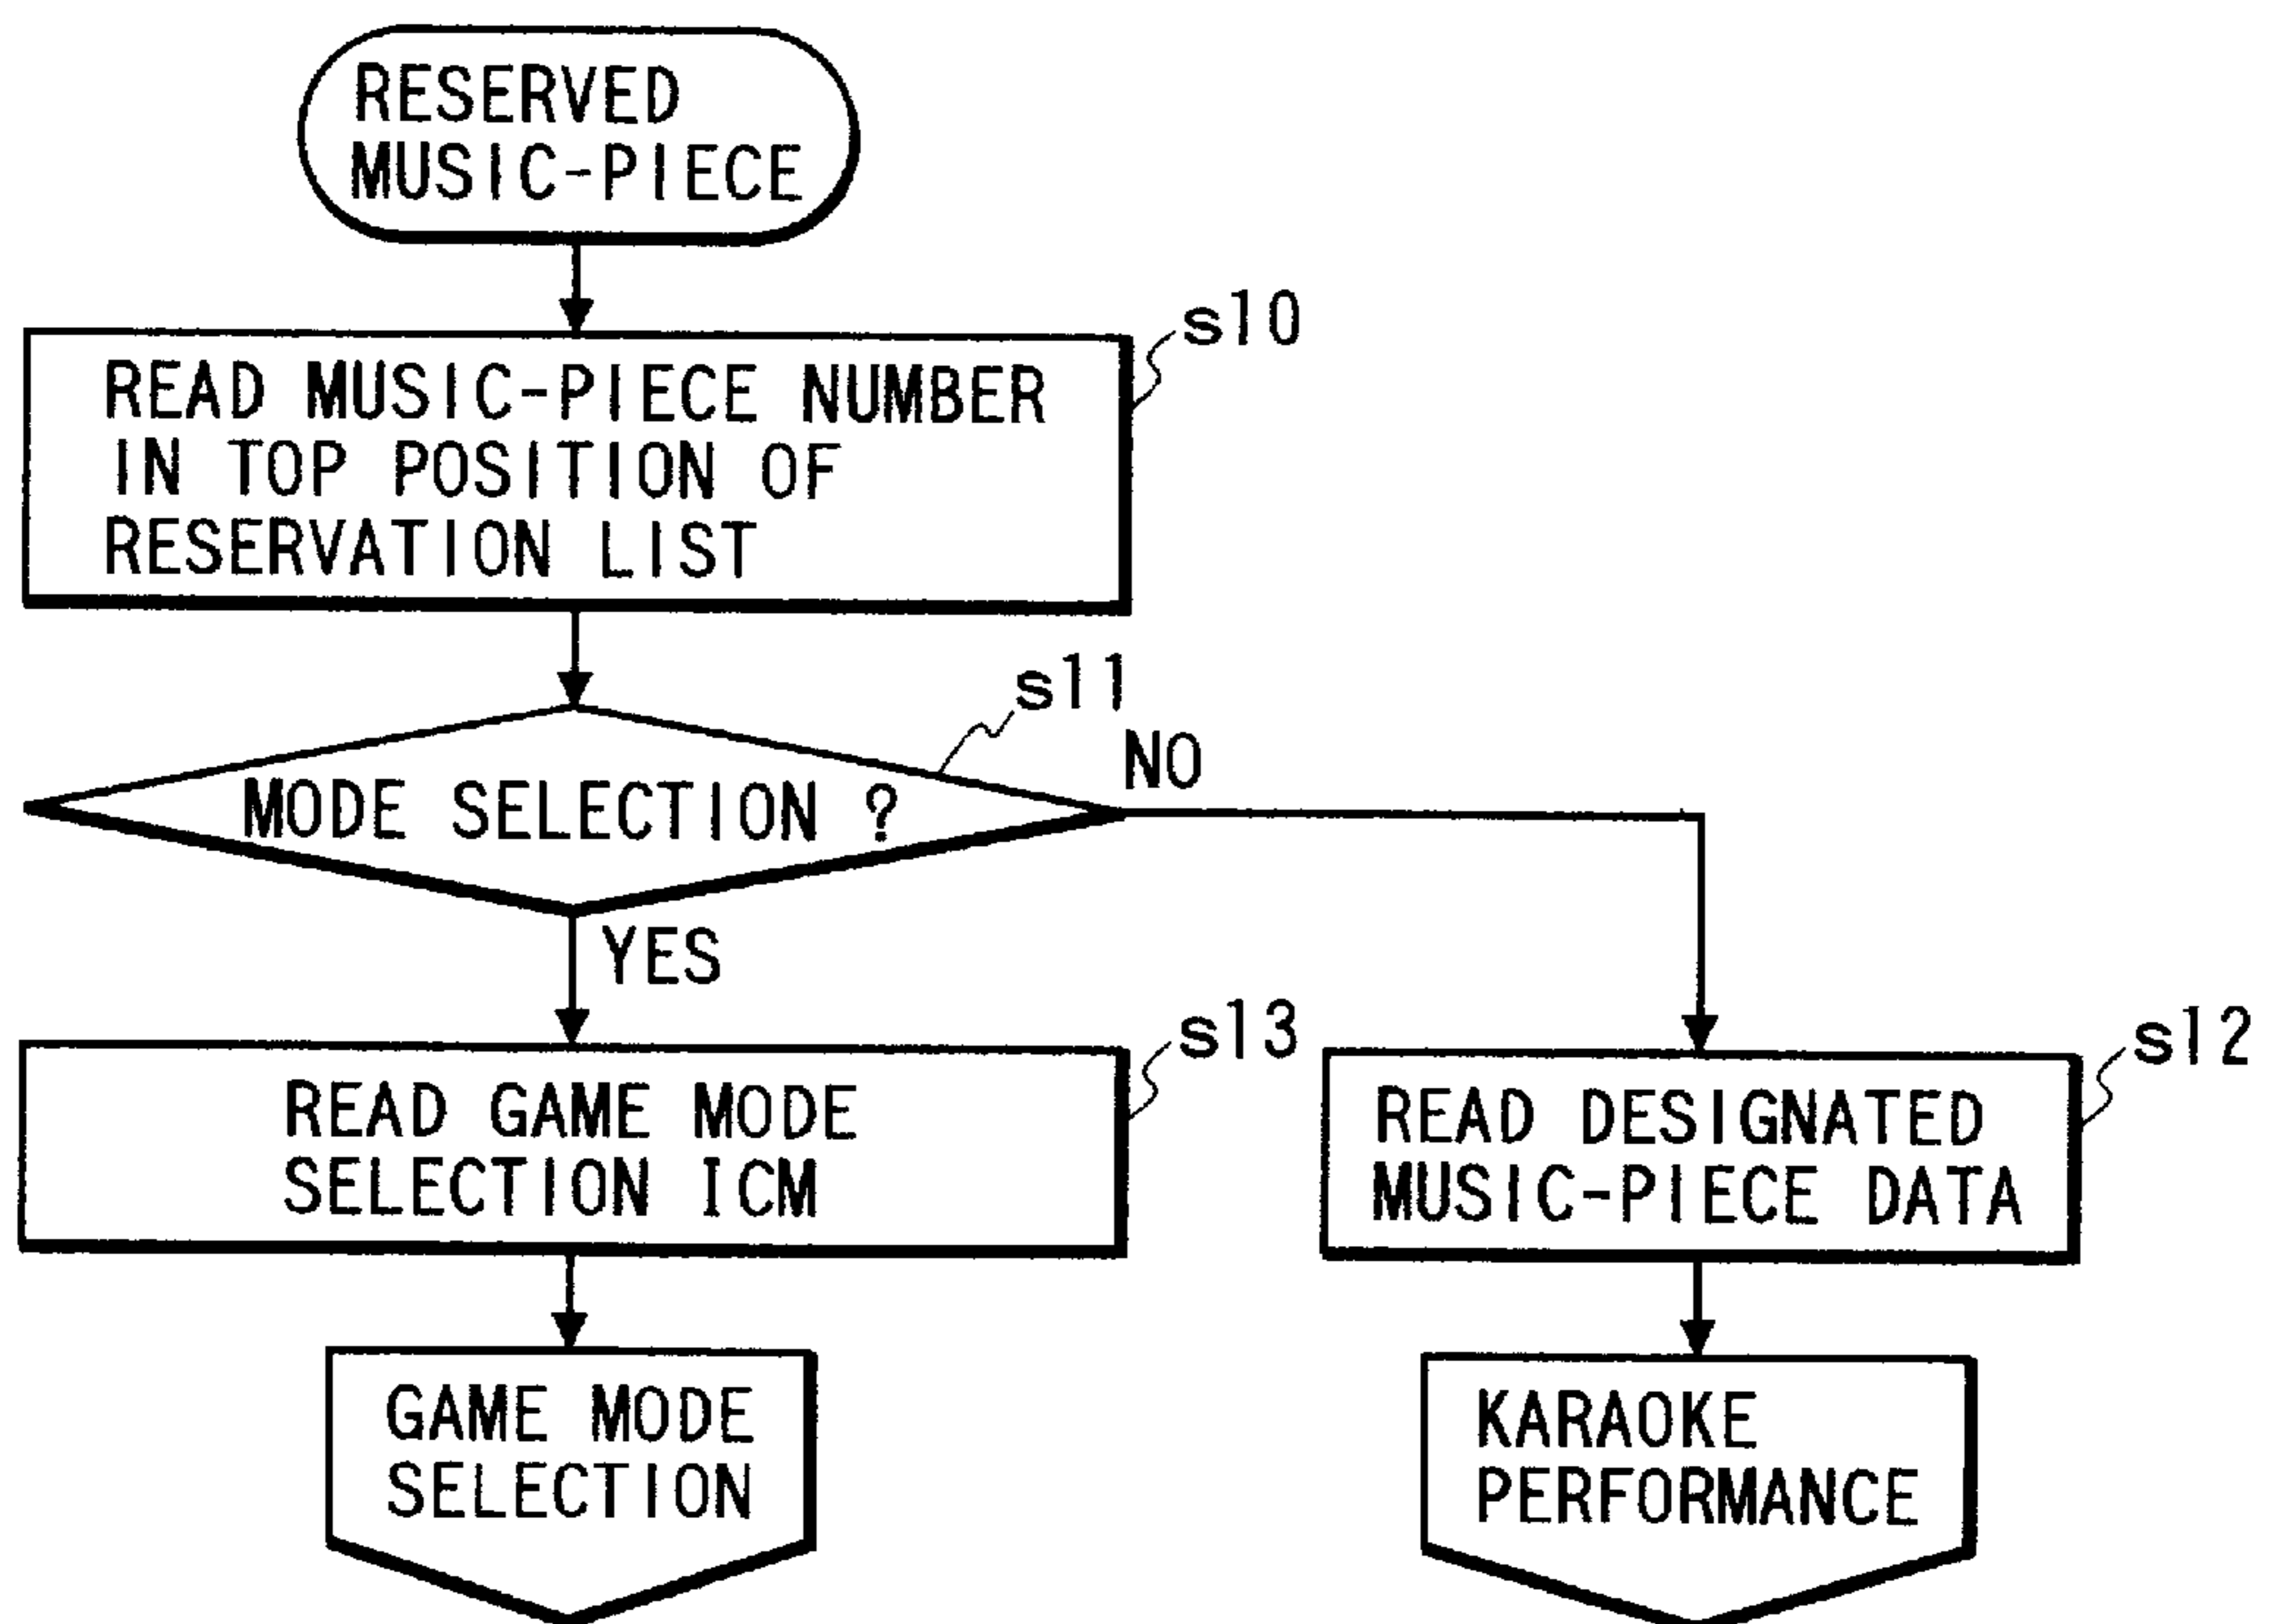 RESERVED
MUSIC-PIECE
s10
READ MUSIC-PIECE NUMBER
IN TOP POSITION OF
RESERVATION LIST
s11
NO
MODE SELECTION ?
YES
s13
s12
READ GAME MODE
SELECTION ICM
READ DESIGNATED
MUSIC-PIECE DATA
GAME MODE
SELECTION
KARAOKE
PERFORMANCE